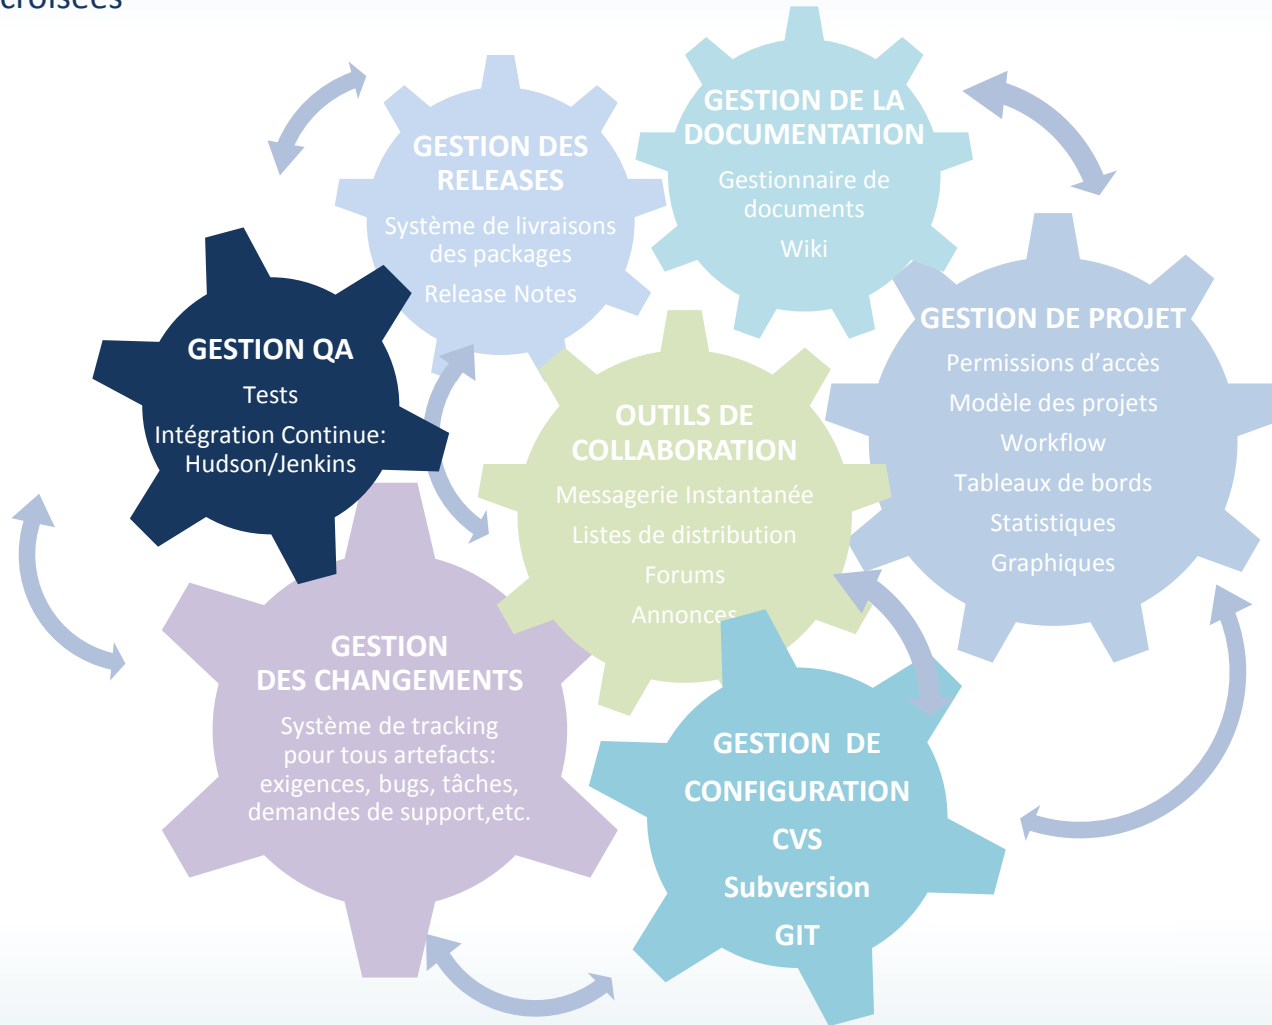 croisées
GESTION DE LA
DOCUMENTATION
Gestionnaire de
documents
Wiki
GESTION DES
RELEASES
Système de livraisons
des packages
Release Notes
GESTION QA
Tests
Intégration Continue:
Hudson/Jenkins
GESTION DE PROJET
Permissions d’accès
Modèle des projets
Workflow
Tableaux de bords
Statistiques
Graphiques
OUTILS DE
COLLABORATION
Messagerie Instantanée
Listes de distribution
Forums
Annonces
GESTION
DES CHANGEMENTS
Système de tracking
pour tous artefacts:
exigences, bugs, tâches,
demandes de support,etc.
GESTION DE
CONFIGURATION
CVS
Subversion
GIT